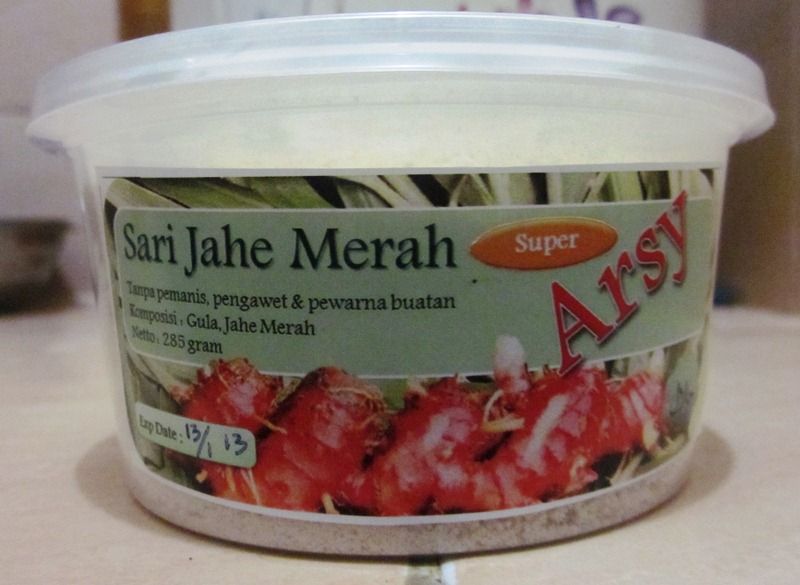 Sari Jahe Merah
Super
Arsy
Tanpa pemanis, pengawet & pewarna buatan
Komposisi : Gula, Jahe Merah
Netto : 285 gram
Exp Date : 13/1 13